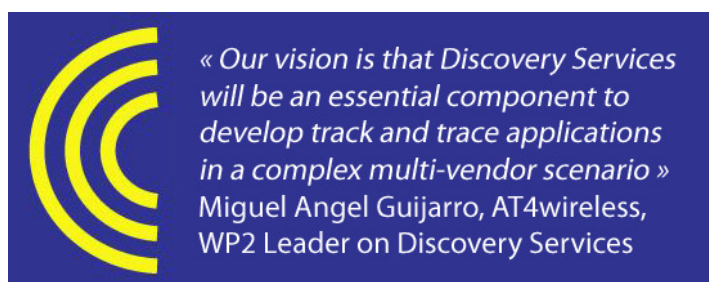 « Our vision is that Discovery Services
will be an essential component to
develop track and trace applications
in a complex multi-vendor scenario »
Miguel Angel Guijarro, AT4wireless,
WP2 Leader on Discovery Services